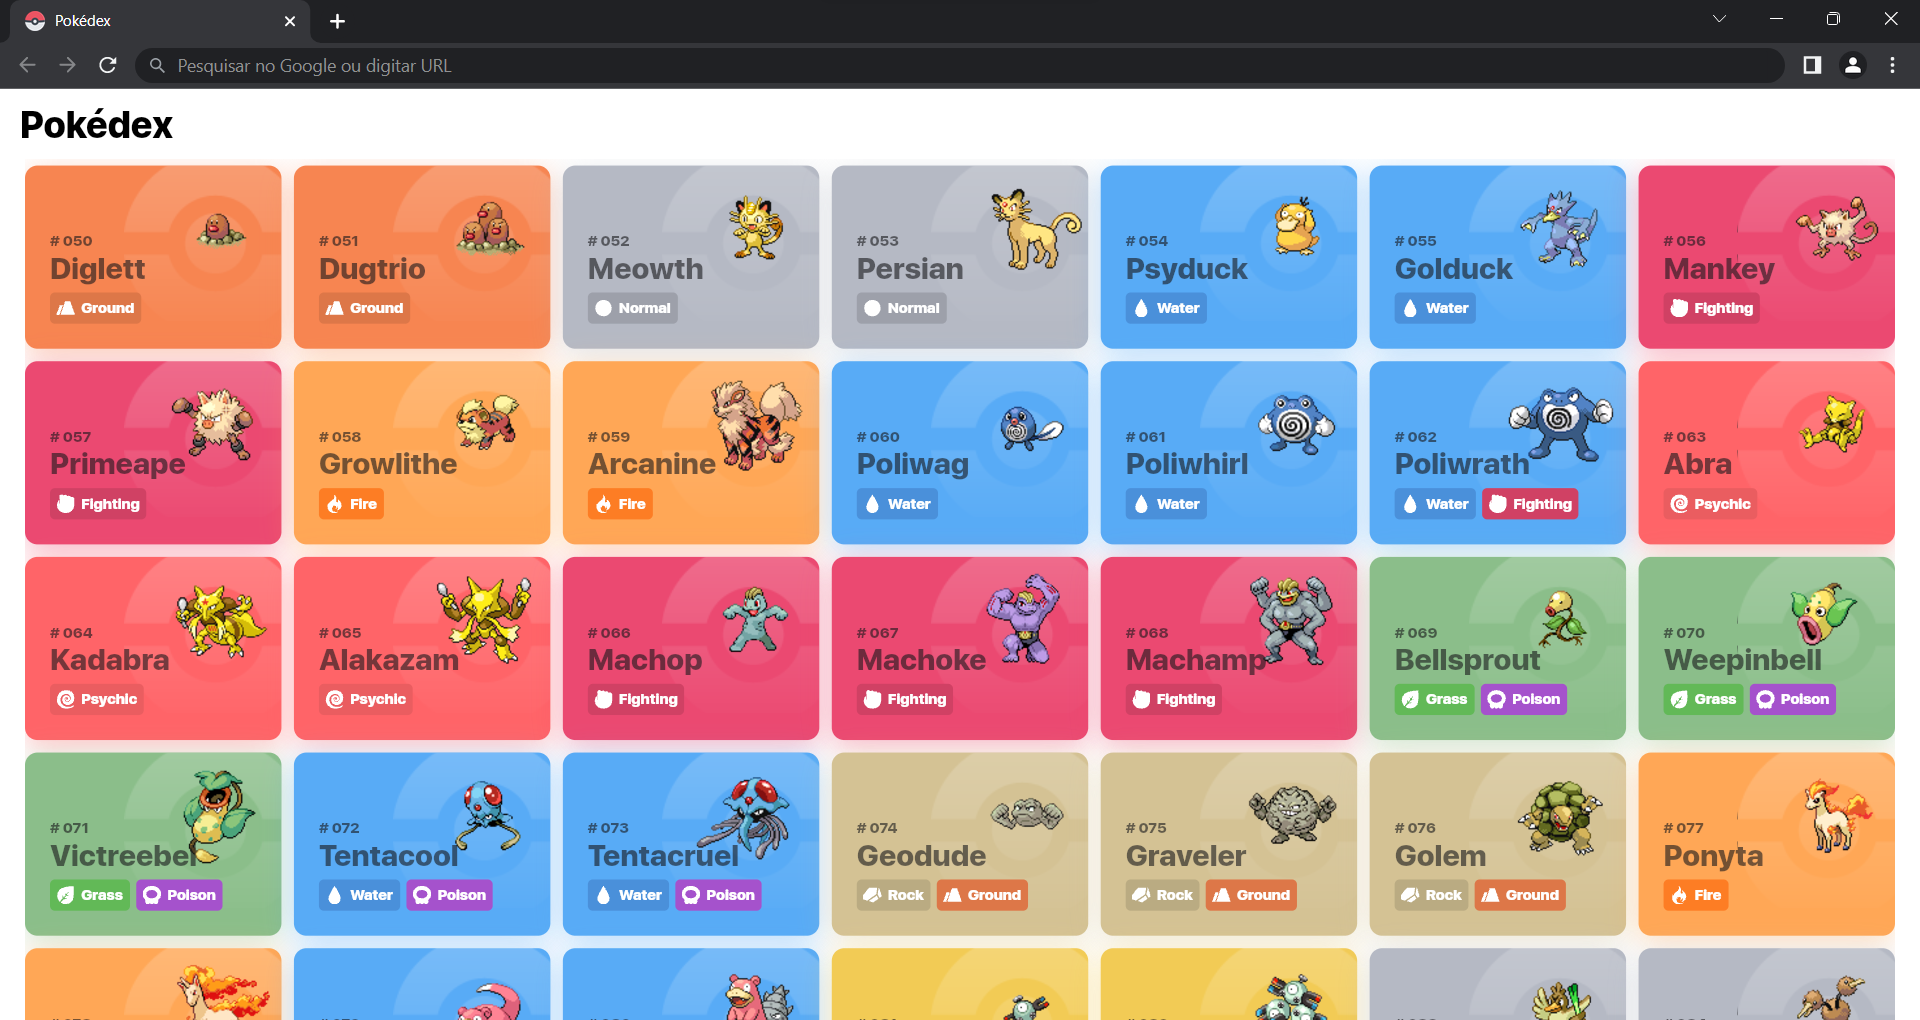 Pokédex
Pesquisar no Google ou digitar URL
Pokédex
# 050
Diglett
Ground
# 051
Dugtrio
Ground
# 052
Meowth
Normal
# 053
Persian
Normal
# 054
Psyduck
Water
# 055
Golduck
Water
# 056
Mankey
Fighting
# 057
Primeape
Fighting
# 058
Growlithe
Fire
# 059
Arcanine
Fire
# 060
Poliwag
Water
# 061
Poliwhirl
Water
# 062
Poliwrath
Water Fighting
# 063
Abra
Psychic
# 064
Kadabra
Psychic
# 065
Alakazam
Psychic
# 066
Machop
Fighting
# 067
Machoke
Fighting
# 068
Machamp
Fighting
# 069
Bellsprout
Grass Poison
# 070
Weepinbell
Grass Poison
# 071
Victreebel
Grass Poison
# 072
Tentacool
Water Poison
# 073
Tentacruel
Water Poison
# 074
Geodude
Rock Ground
# 075
Graveler
Rock Ground
# 076
Golem
Rock Ground
# 077
Ponyta
Fire